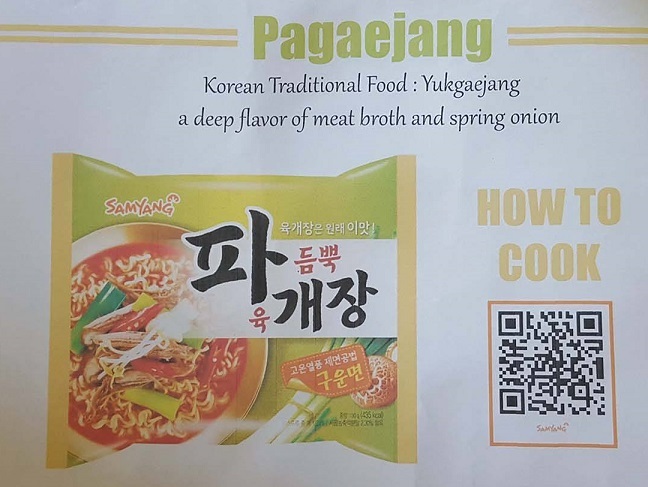 Pagaejang
Korean Traditional Food : Yukgaejang
a deep flavor of meat broth and spring onion
SAMYANG
육개장은 원래 이맛!
파듬뿍
육개장
고온열풍 제면공법
구운면
HOW TO
COOK
SAMYANG